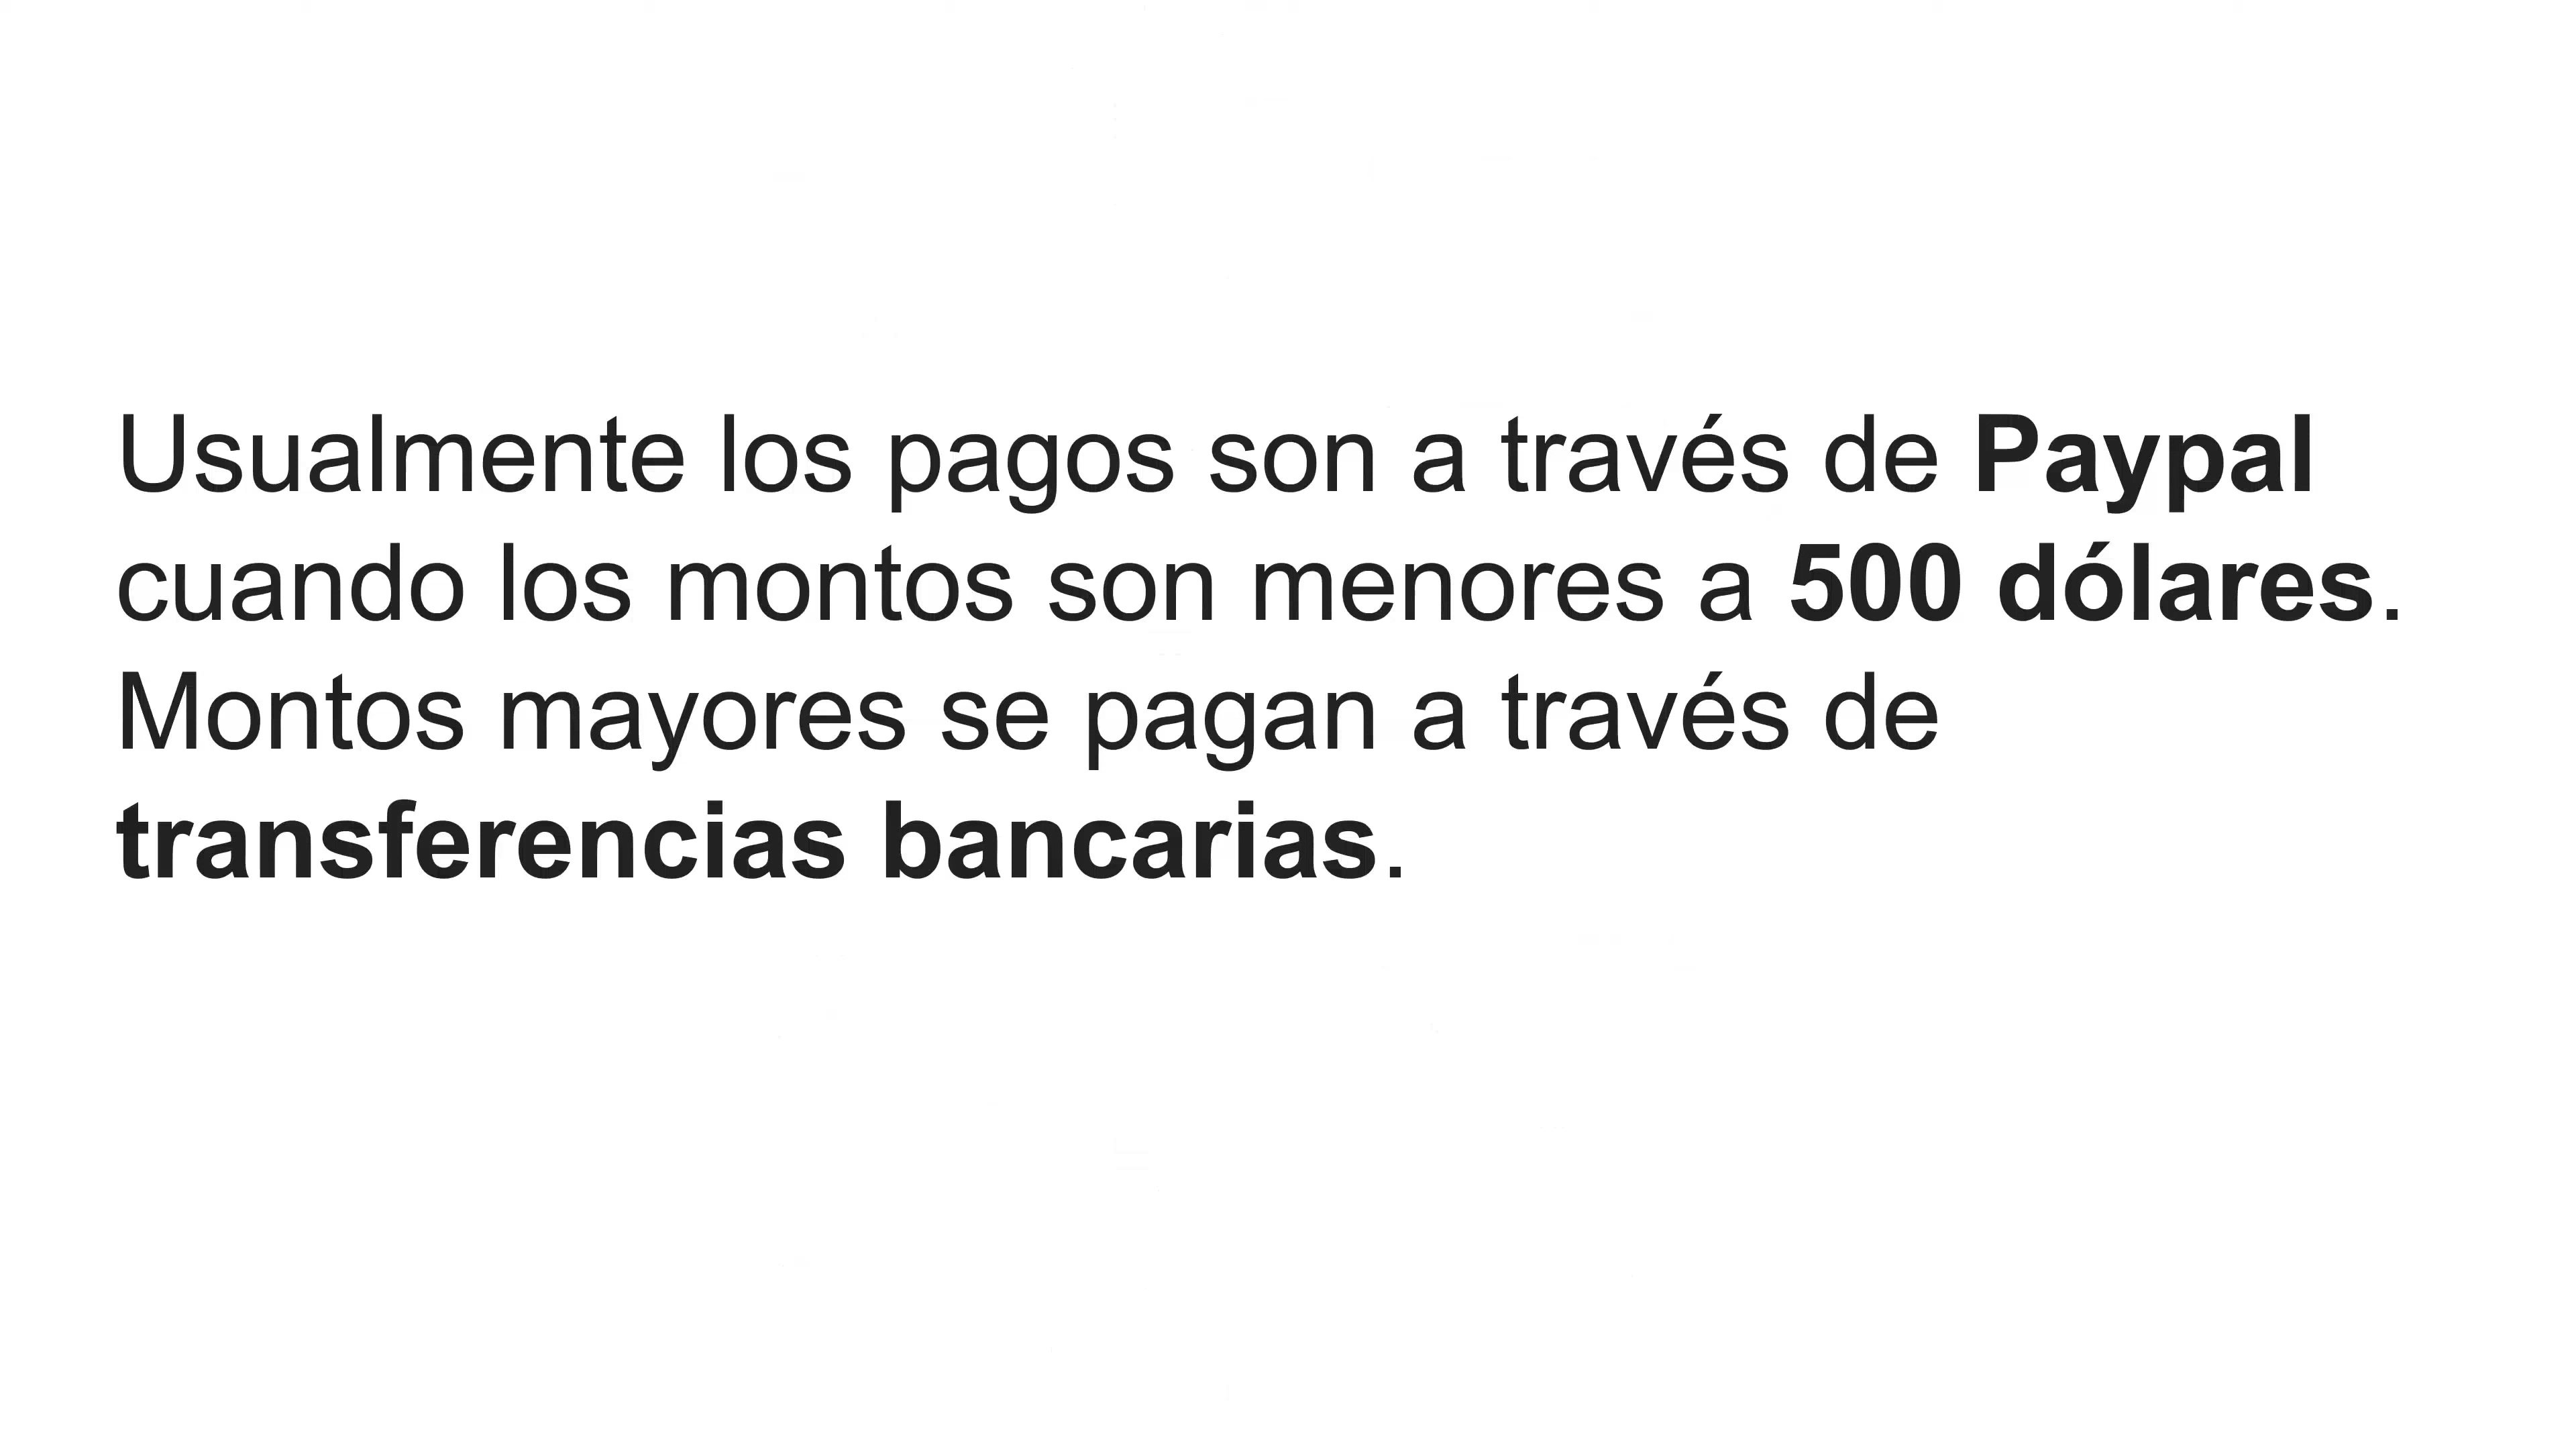 Usualmente los pagos son a través de Paypal
cuando los montos son menores a 500 dólares.
Montos mayores se pagan a través de
transferencias bancarias.